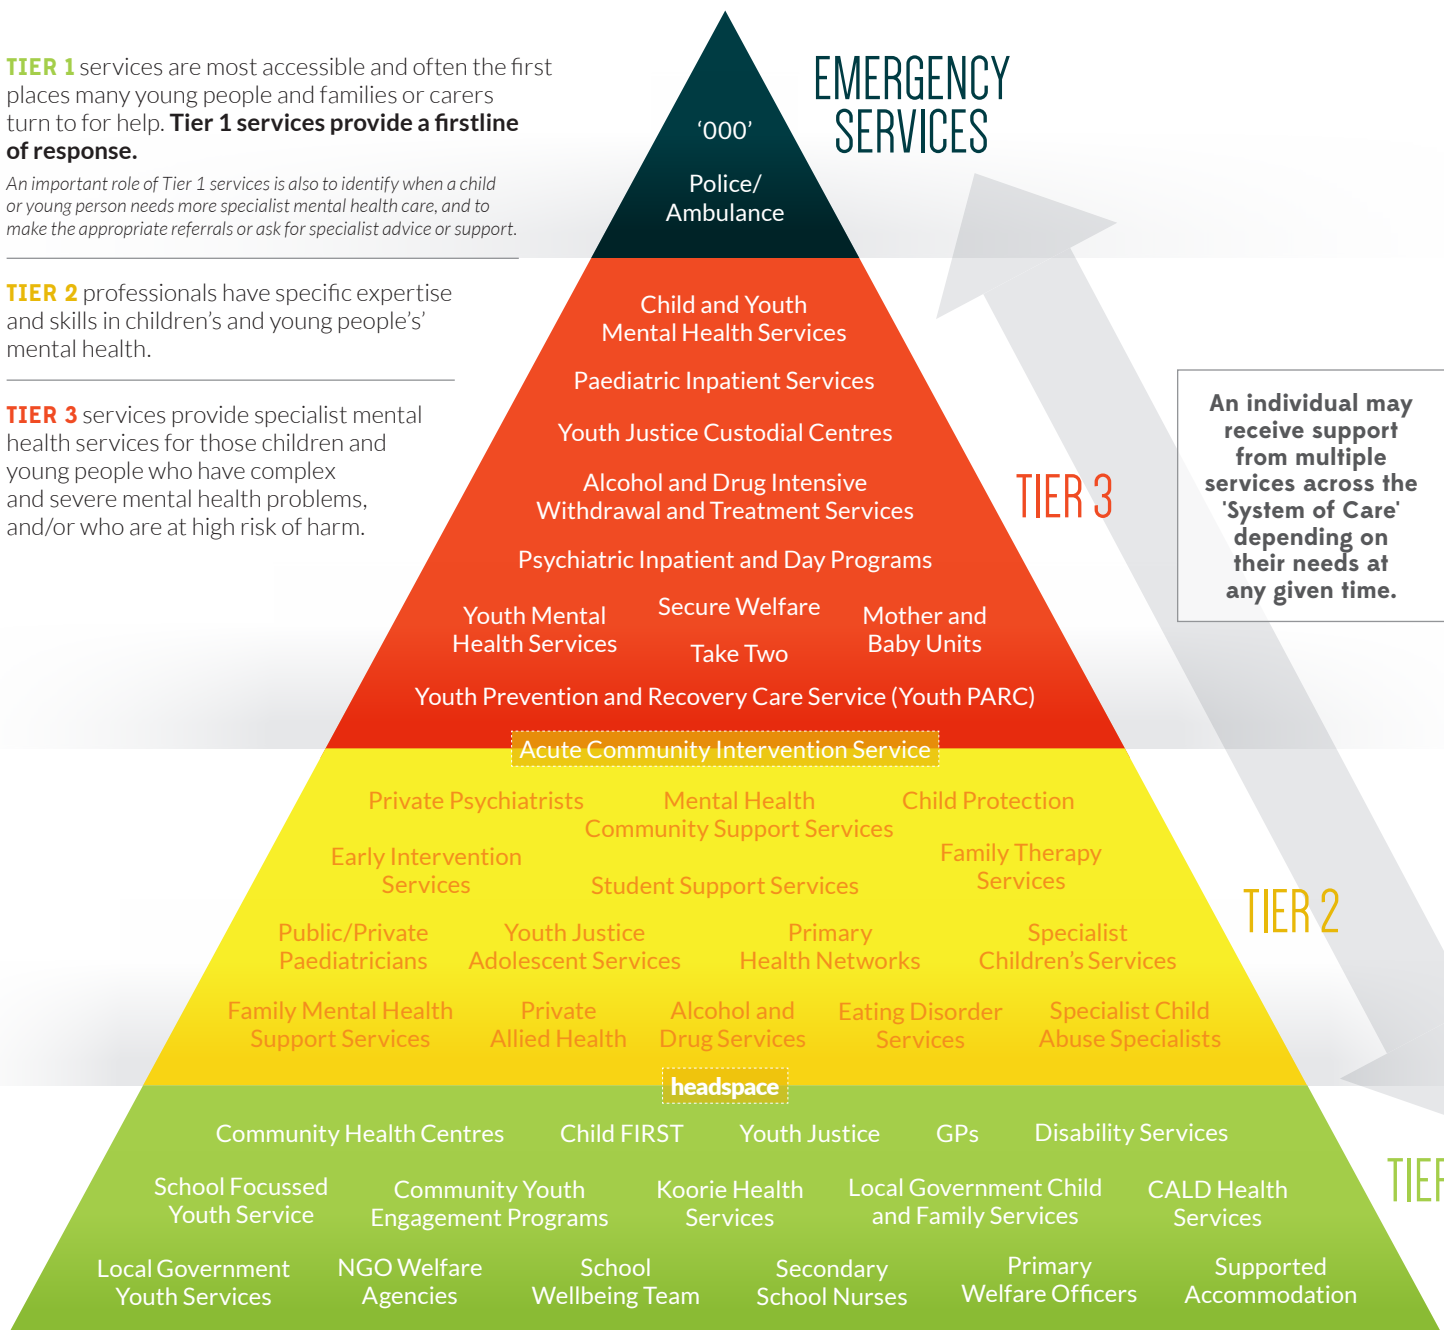 TIER 1 services are most accessible and often the first
places many young people and families or carers
turn to for help. Tier 1 services provide a firstline
of response.
An important role of Tier 1 services is also to identify when a child
or young person needs more specialist mental health care, and to
make the appropriate referrals or ask for specialist advice or support.
TIER 2 professionals have specific expertise
and skills in children’s and young people’s’
mental health.
TIER 3 services provide specialist mental
health services for those children and
young people who have complex
and severe mental health problems,
and/or who are at high risk of harm.
EMERGENCY
SERVICES
‘000’
Police/
Ambulance
TIER 3
Child and Youth
Mental Health Services
Paediatric Inpatient Services
Youth Justice Custodial Centres
Alcohol and Drug Intensive
Withdrawal and Treatment Services
Psychiatric Inpatient and Day Programs
Youth Mental
Health Services
Secure Welfare
Take Two
Mother and
Baby Units
Youth Prevention and Recovery Care Service (Youth PARC)
An individual may
receive support
from multiple
services across the
'System of Care'
depending on
their needs at
any given time.
Acute Community Intervention Service
TIER 2
Private Psychiatrists
Mental Health
Community Support Services
Child Protection
Early Intervention
Services
Student Support Services
Family Therapy
Services
Public/Private
Paediatricians
Youth Justice
Adolescent Services
Primary
Health Networks
Specialist
Children’s Services
Family Mental Health
Support Services
Private
Allied Health
Alcohol and
Drug Services
Eating Disorder
Services
Specialist Child
Abuse Specialists
headspace
TIER
Community Health Centres
Child FIRST
Youth Justice
GPs
Disability Services
School Focussed
Youth Service
Community Youth
Engagement Programs
Koorie Health
Services
Local Government Child
and Family Services
CALD Health
Services
Local Government
Youth Services
NGO Welfare
Agencies
School
Wellbeing Team
Secondary
School Nurses
Primary
Welfare Officers
Supported
Accommodation